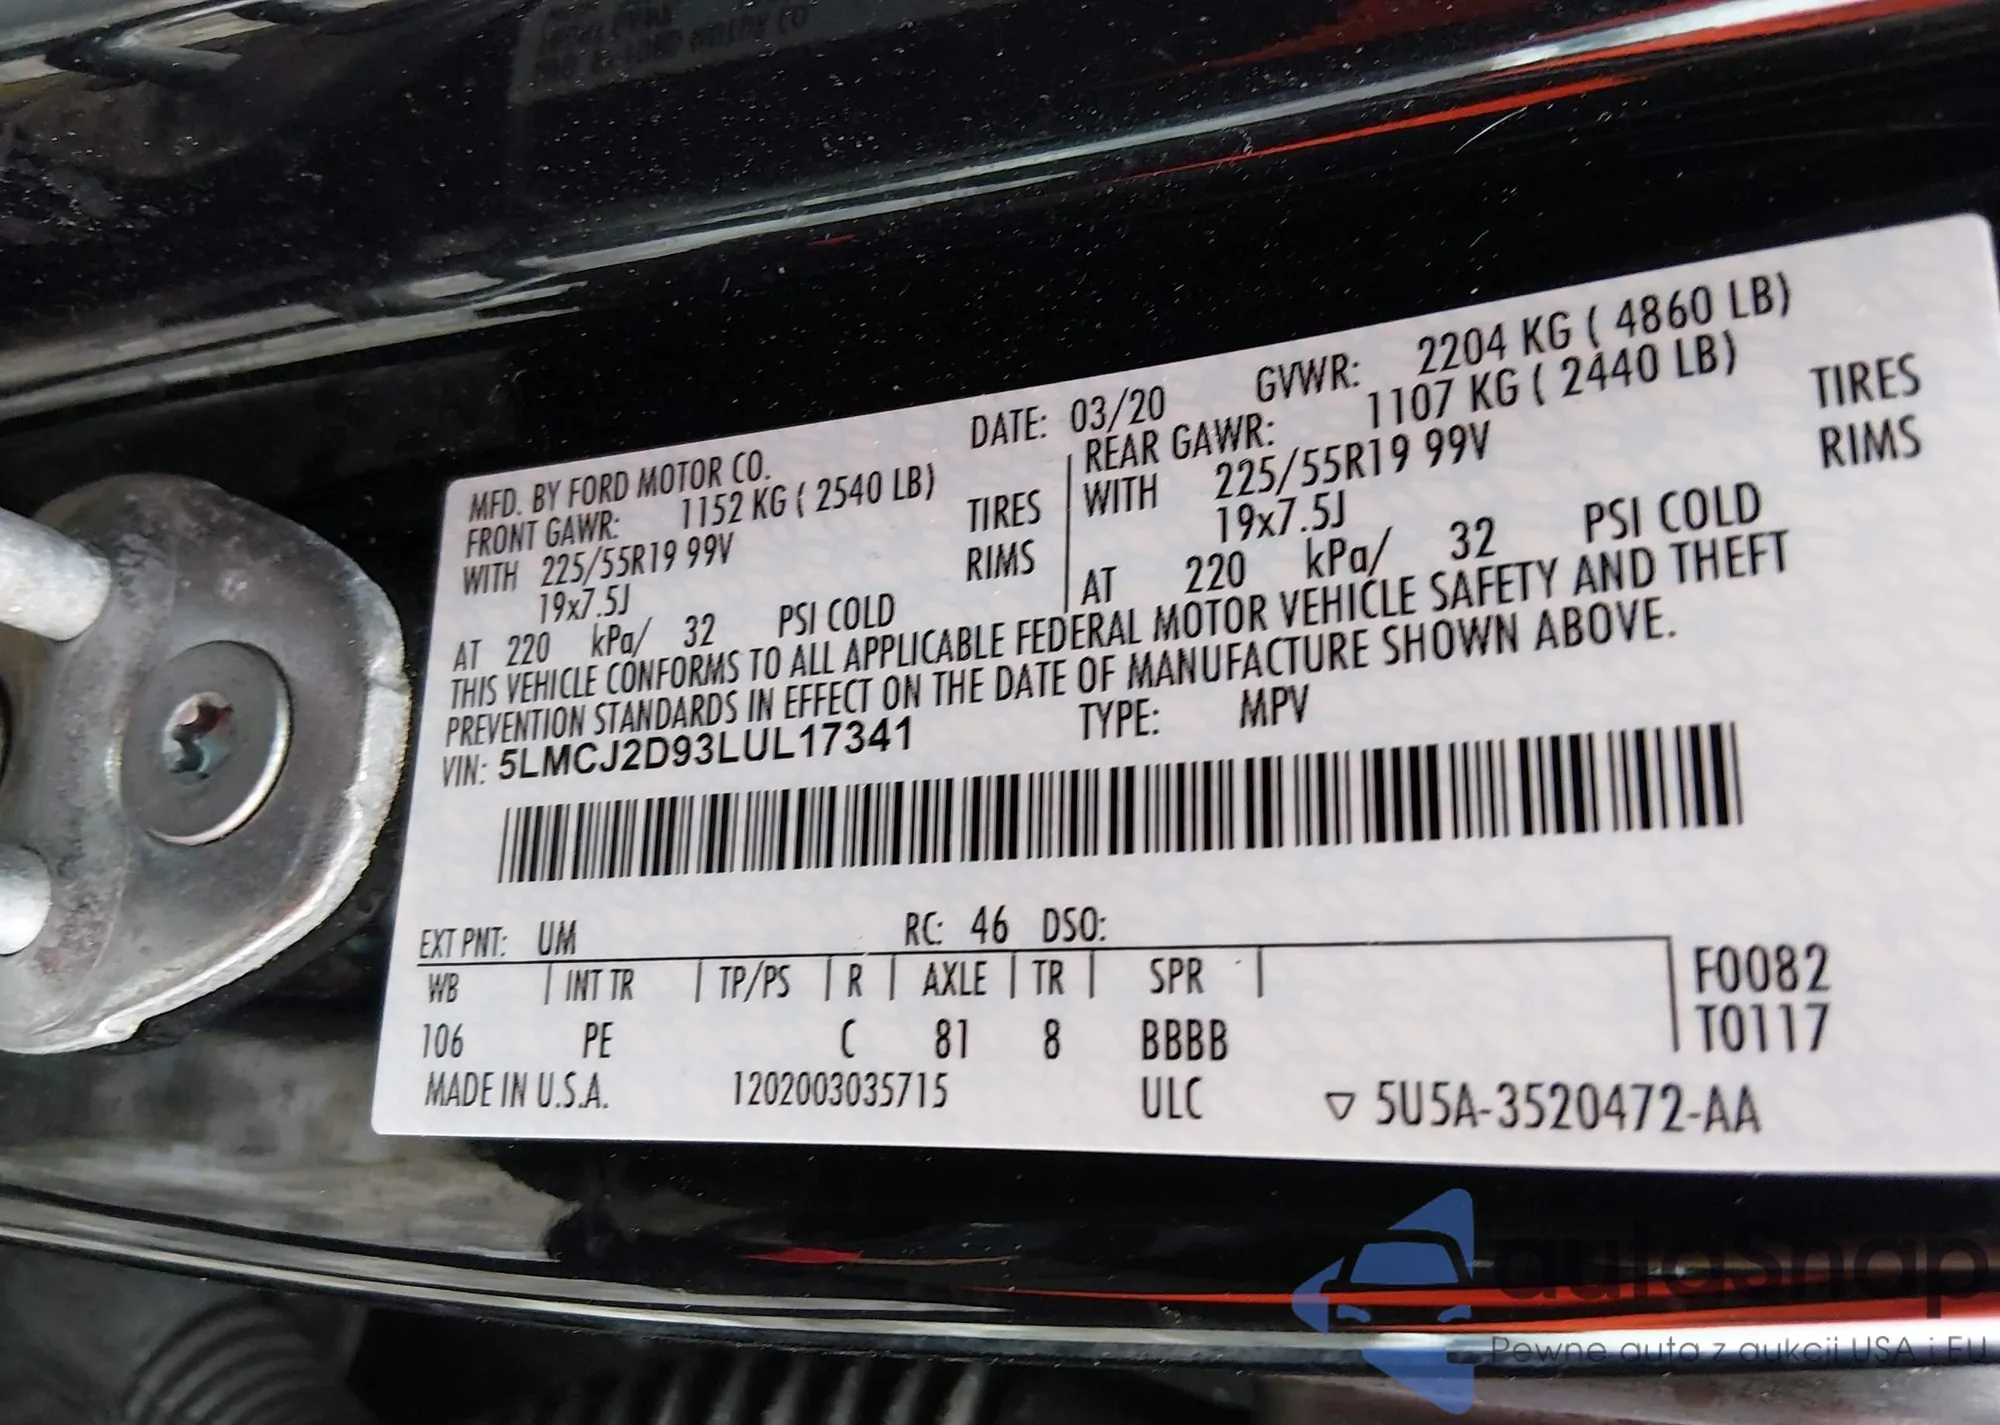 MFD. BY FORD MOTOR CO. DATE: 03/20 GVWR: 2204 KG ( 4860 LB)
FRONT GAWR: 1152 KG ( 2540 LB) REAR GAWR: 1107 KG ( 2440 LB)
WITH 225/55R19 99V TIRES WITH 225/55R19 99V TIRES
19x7.5J RIMS 19x7.5J RIMS
AT 220 kPa/ 32 PSI COLD AT 220 kPa/ 32 PSI COLD
THIS VEHICLE CONFORMS TO ALL APPLICABLE FEDERAL MOTOR VEHICLE SAFETY AND THEFT
PREVENTION STANDARDS IN EFFECT ON THE DATE OF MANUFACTURE SHOWN ABOVE.
VIN: 5LMCJ2D93LUL17341 TYPE: MPV
EXT PNT: UM RC: 46 DSO:
WB INT TR TP/PS R AXLE TR SPR F0082
106 PE C 81 8 BBBB T0117
MADE IN U.S.A. 1202003035715 ULC ▽ 5U5A-3520472-AA
autosnap
Pewne auta z aukcji USA i EU